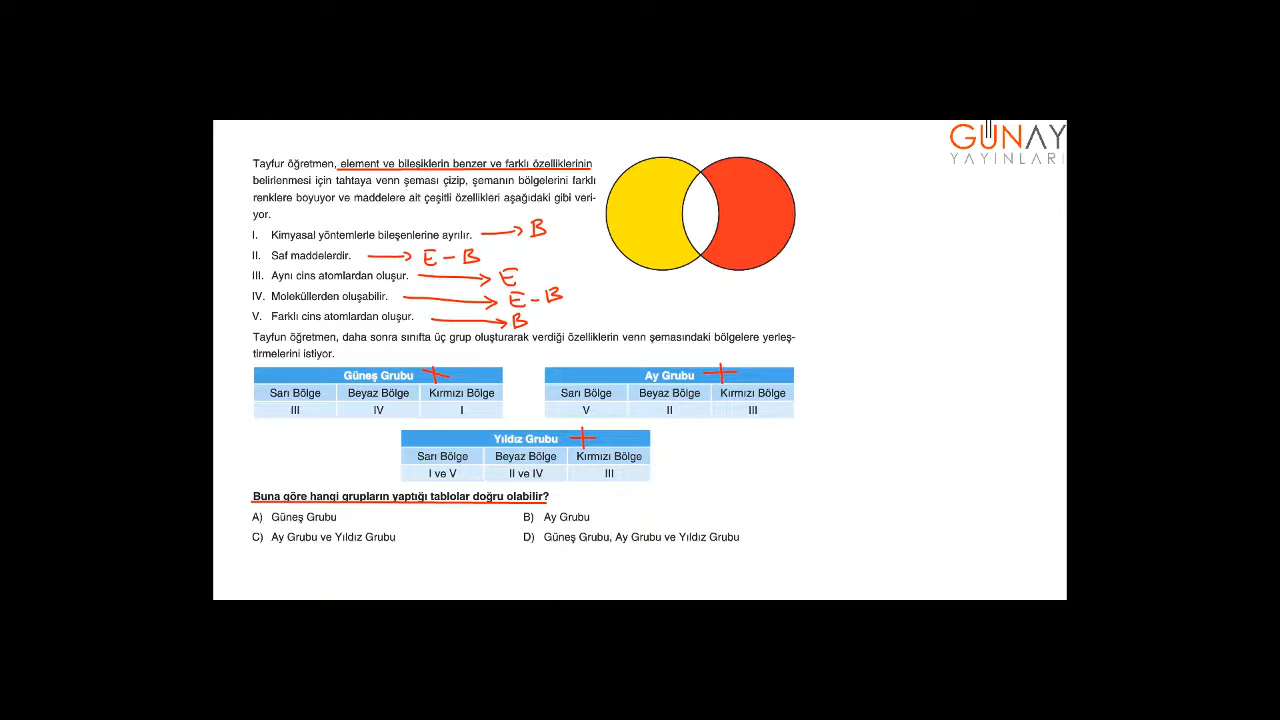 GÜNAY
YAYINLARI
Tayfur öğretmen, element ve bileşiklerin benzer ve farklı özelliklerinin
belirlenmesi için tahtaya venn şeması çizip, şemanın bölgelerini farklı
renklere boyuyor ve maddelere ait çeşitli özellikleri aşağıdaki gibi veri-
yor.
I. Kimyasal yöntemlerle bileşenlerine ayrılır. → B
II. Saf maddelerdir. → E - B
III. Aynı cins atomlardan oluşur. → E
IV. Moleküllerden oluşabilir. → E - B
V. Farklı cins atomlardan oluşur. → B
Tayfun öğretmen, daha sonra sınıfta üç grup oluşturarak verdiği özelliklerin venn şemasındaki bölgelere yerleş-
tirmelerini istiyor.
Güneş Grubu +
Sarı Bölge Beyaz Bölge Kırmızı Bölge
III IV I
Ay Grubu +
Sarı Bölge Beyaz Bölge Kırmızı Bölge
V II III
Yıldız Grubu +
Sarı Bölge Beyaz Bölge Kırmızı Bölge
I ve V II ve IV III
Buna göre hangi grupların yaptığı tablolar doğru olabilir?
A) Güneş Grubu
B) Ay Grubu
C) Ay Grubu ve Yıldız Grubu
D) Güneş Grubu, Ay Grubu ve Yıldız Grubu